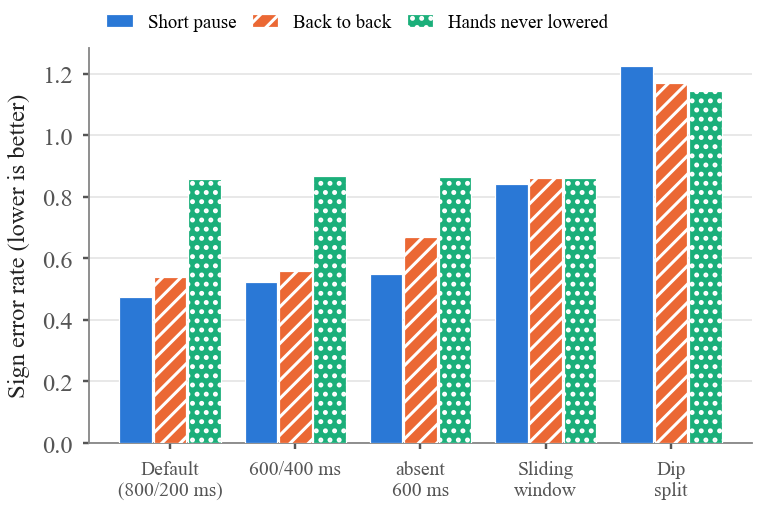 Short pause Back to back Hands never lowered
Sign error rate (lower is better)
1.2
1.0
0.8
0.6
0.4
0.2
0.0
Default
(800/200 ms)
600/400 ms
absent
600 ms
Sliding
window
Dip
split